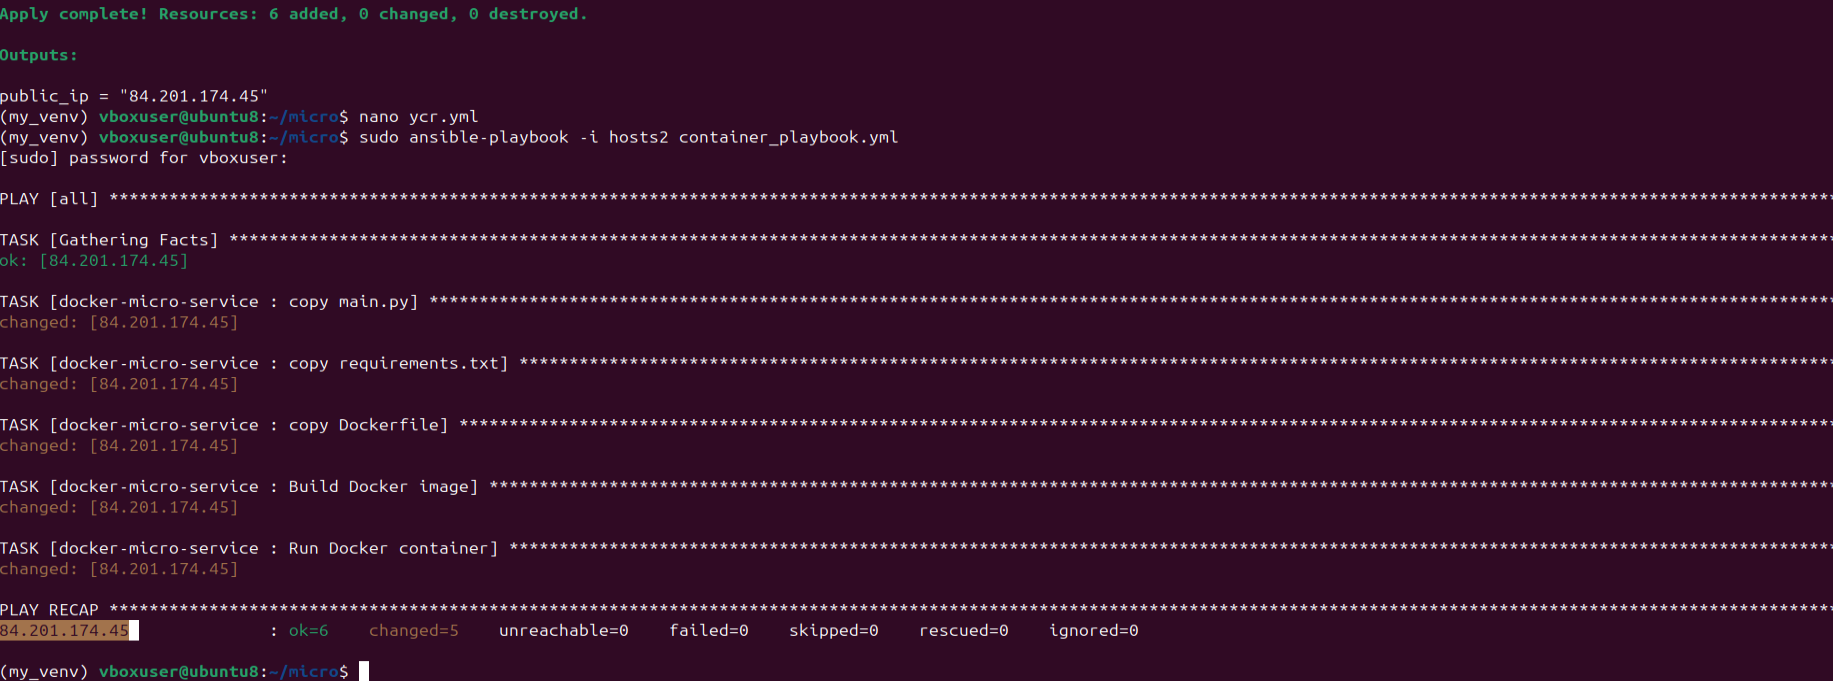 Apply complete! Resources: 6 added, 0 changed, 0 destroyed.
Outputs:
public_ip = "84.201.174.45"
(my_venv) vboxuser@ubuntu8:~/micro$ nano ycr.yml
(my_venv) vboxuser@ubuntu8:~/micro$ sudo ansible-playbook -i hosts2 container_playbook.yml
[sudo] password for vboxuser:
PLAY [all] ****************************************************************************************************************************************************************************
TASK [Gathering Facts] ****************************************************************************************************************************************************************
ok: [84.201.174.45]
TASK [docker-micro-service : copy main.py] ********************************************************************************************************************************************
changed: [84.201.174.45]
TASK [docker-micro-service : copy requirements.txt] ***********************************************************************************************************************************
changed: [84.201.174.45]
TASK [docker-micro-service : copy Dockerfile] *****************************************************************************************************************************************
changed: [84.201.174.45]
TASK [docker-micro-service : Build Docker image] **************************************************************************************************************************************
changed: [84.201.174.45]
TASK [docker-micro-service : Run Docker container] ************************************************************************************************************************************
changed: [84.201.174.45]
PLAY RECAP ****************************************************************************************************************************************************************************
84.201.174.45 : ok=6 changed=5 unreachable=0 failed=0 skipped=0 rescued=0 ignored=0
(my_venv) vboxuser@ubuntu8:~/micro$